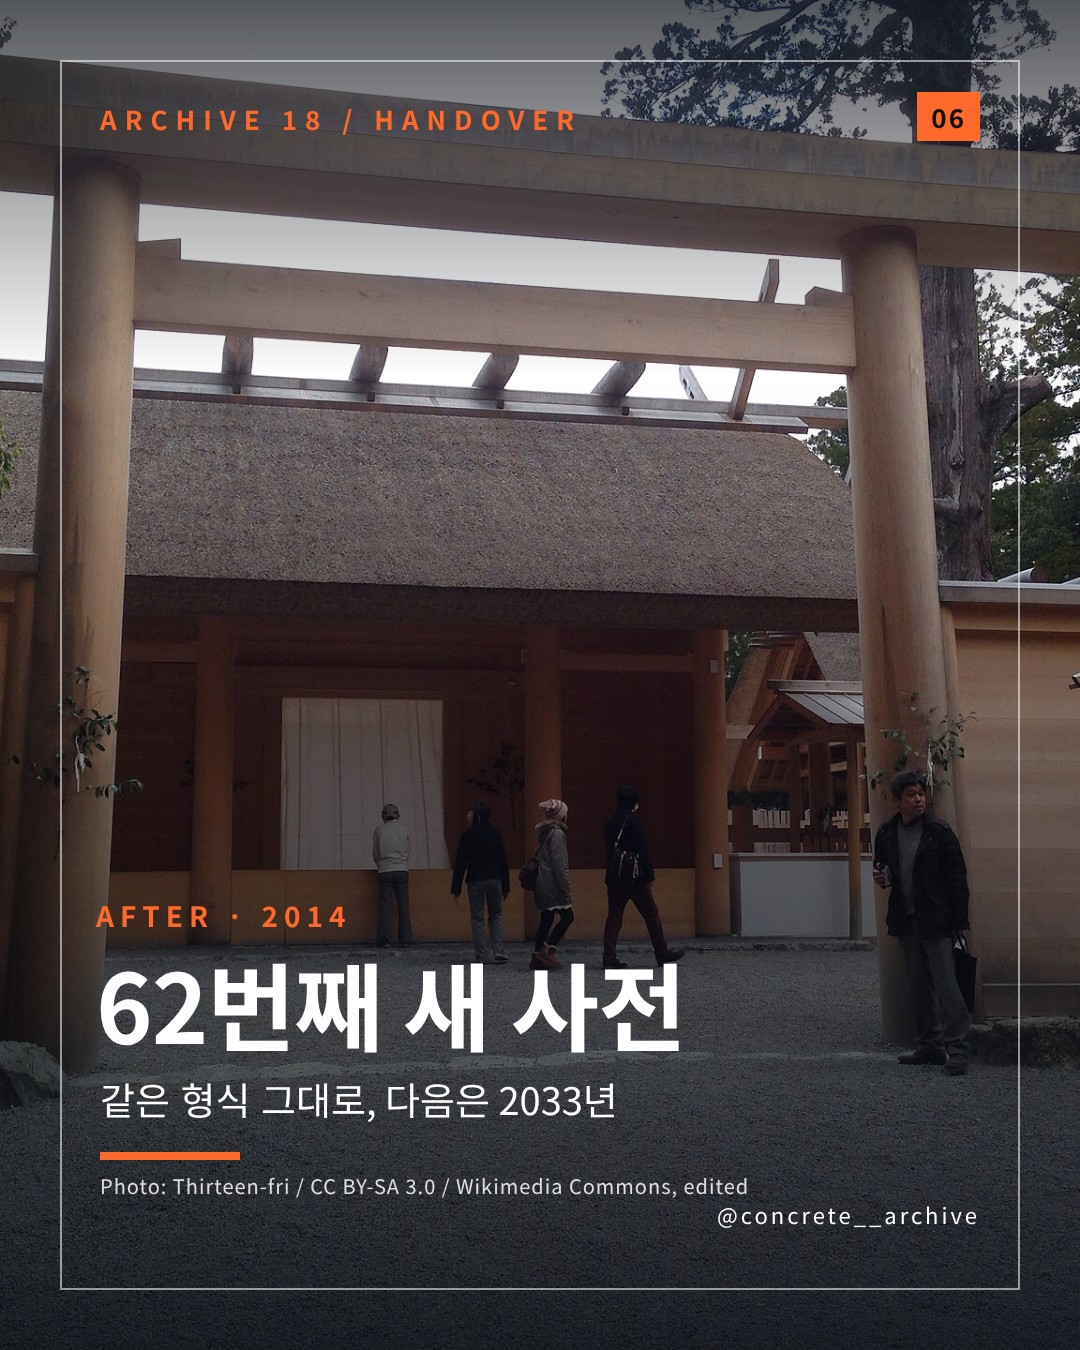 ARCHIVE 18 / HANDOVER
06
AFTER · 2014
62번째 새 사전
같은 형식 그대로, 다음은 2033년
Photo: Thirteen-fri / CC BY-SA 3.0 / Wikimedia Commons, edited
@concrete__archive